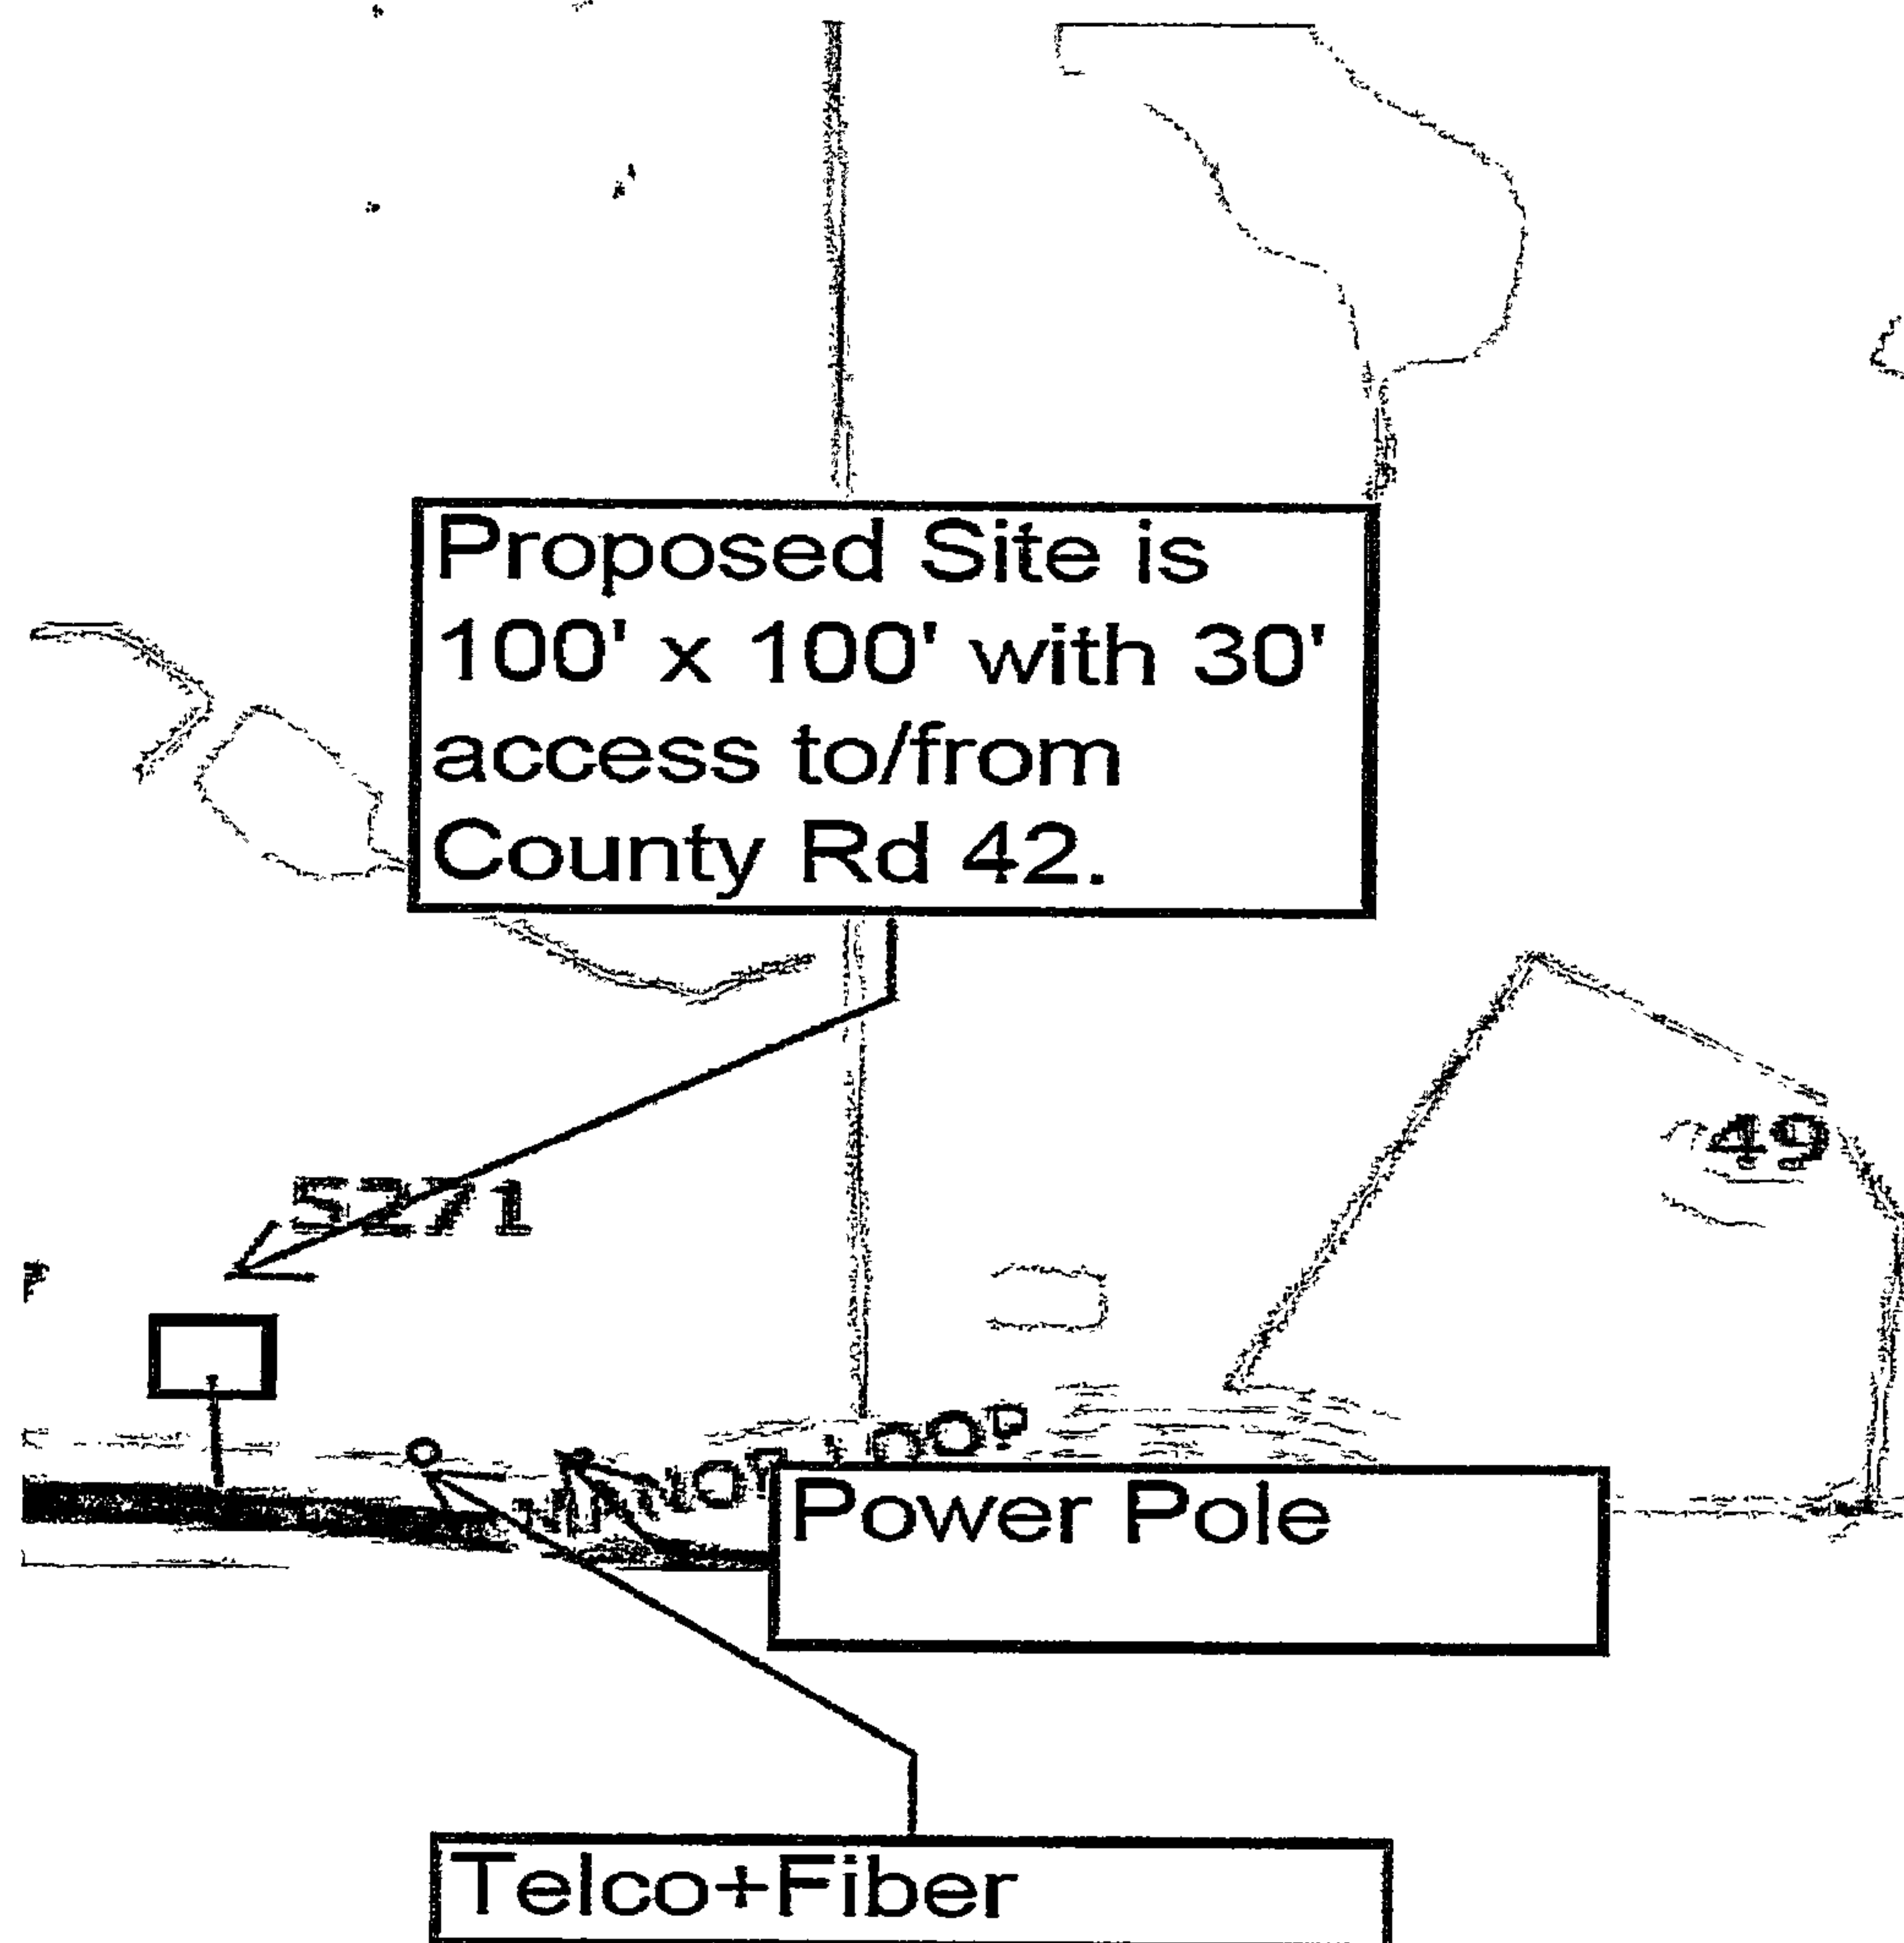 Proposed Site is
100' x 100' with 30'
access to/from
County Rd 42.
5271
49
Power Pole
Telco+Fiber